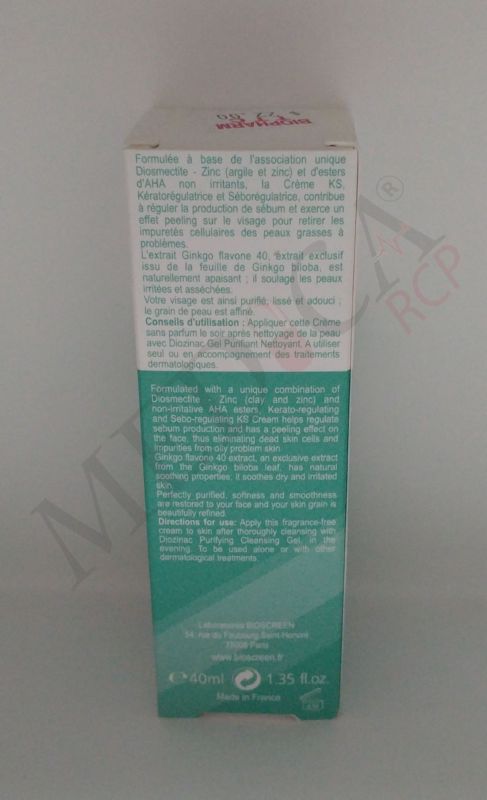 BIOPHARM
Formulée à base de l'association unique
Diosmectite - Zinc (argile et zinc) et d'esters
d'AHA non irritants, la Crème KS,
Kératorégulatrice et Séborégulatrice, contribue
à réguler la production de sébum et exerce un
effet peeling sur le visage pour retirer les
impuretés cellulaires des peaux grasses à
problèmes.
L'extrait Ginkgo flavone 40, extrait exclusif
issu de la feuille de Ginkgo biloba, est
naturellement apaisant ; il soulage les peaux
irritées et asséchées.
Votre visage est ainsi purifié, lissé et adouci ;
le grain de peau est affiné.
Conseils d'utilisation : Appliquer cette Crème
sans parfum le soir après nettoyage de la peau
avec Diozinac Gel Purifiant Nettoyant. A utiliser
seul ou en accompagnement des traitements
dermatologiques.
Formulated with a unique combination of
Diosmectite - Zinc (clay and zinc) and
non-irritative AHA esters, Kerato-regulating
and Sebo-regulating KS Cream helps regulate
sebum production and has a peeling effect on
the face, thus eliminating dead skin cells and
impurities from oily problem skin.
Ginkgo flavone 40 extract, an exclusive extract
from the Ginkgo biloba leaf, has natural
soothing properties; it soothes dry and irritated
skin.
Perfectly purified, softness and smoothness
are restored to your face and your skin grain is
beautifully refined.
Directions for use: Apply this fragrance-free
cream to skin after thoroughly cleansing with
Diozinac Purifying Cleansing Gel, in the
evening. To be used alone or with other
dermatological treatments.
Laboratoires BIOSCREEN
54, rue du Faubourg Saint-Honoré
75008 Paris
www.bioscreen.fr
℮ 40ml 1.35 fl.oz.
Made in France
MEDICA RCP